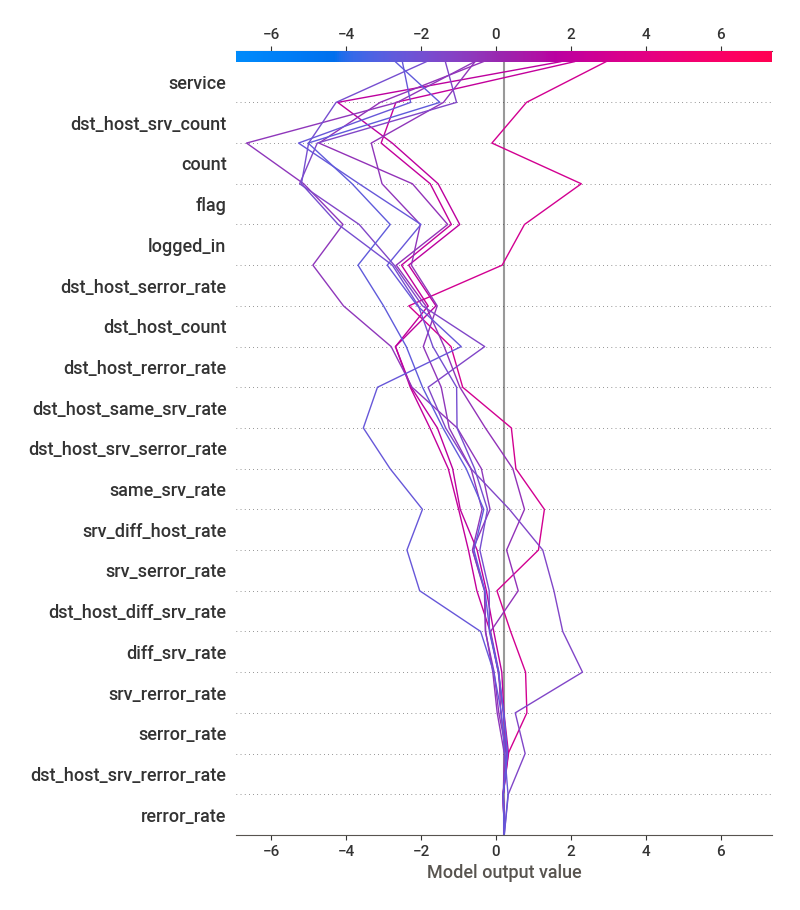 −6 −4 −2 0 2 4 6
service
dst_host_srv_count
count
flag
logged_in
dst_host_serror_rate
dst_host_count
dst_host_rerror_rate
dst_host_same_srv_rate
dst_host_srv_serror_rate
same_srv_rate
srv_diff_host_rate
srv_serror_rate
dst_host_diff_srv_rate
diff_srv_rate
srv_rerror_rate
serror_rate
dst_host_srv_rerror_rate
rerror_rate
−6 −4 −2 0 2 4 6
Model output value